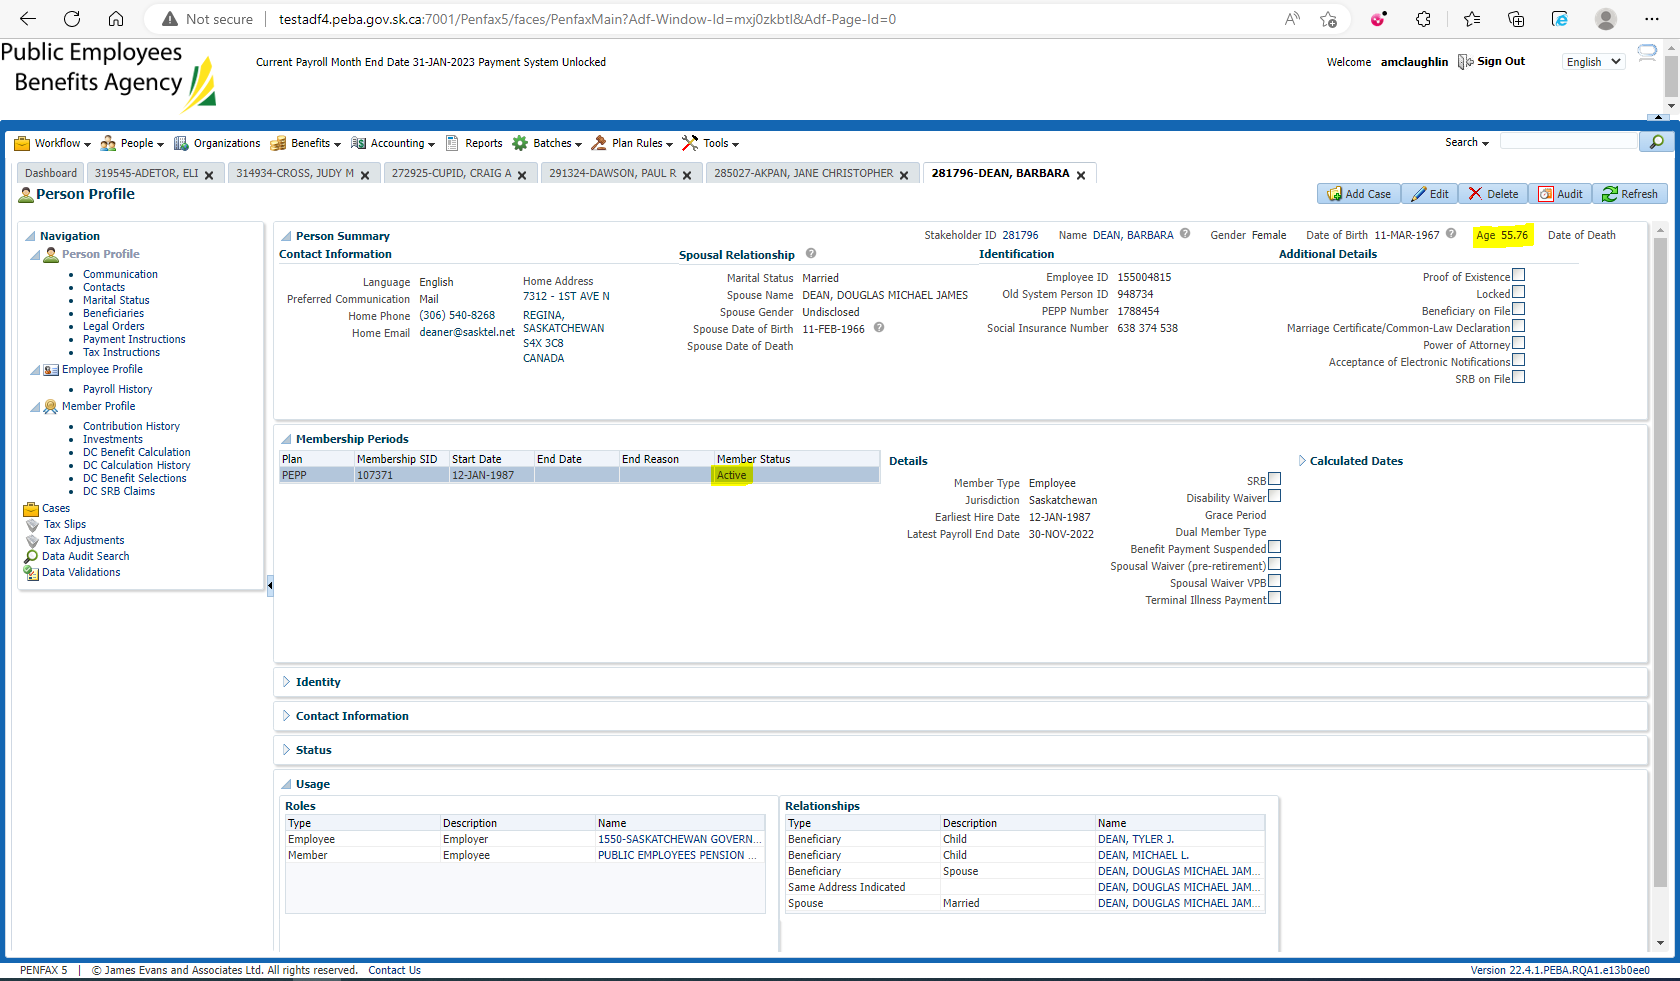 Not secure | testadf4.peba.gov.sk.ca:7001/Penfax5/faces/PenfaxMain?Adf-Window-Id=mxj0zkbtl&Adf-Page-Id=0
Public Employees
Benefits Agency
Current Payroll Month End Date 31-JAN-2023 Payment System Unlocked
Welcome amclaughlin Sign Out English
Workflow People Organizations Benefits Accounting Reports Batches Plan Rules Tools Search
Dashboard 319545-ADETOR, ELI 314934-CROSS, JUDY M 272925-CUPID, CRAIG A 291324-DAWSON, PAUL R 285027-AKPAN, JANE CHRISTOPHER 281796-DEAN, BARBARA
Person Profile
Add Case Edit Delete Audit Refresh
Navigation
Person Profile
Communication
Contacts
Marital Status
Beneficiaries
Legal Orders
Payment Instructions
Tax Instructions
Employee Profile
Payroll History
Member Profile
Contribution History
Investments
DC Benefit Calculation
DC Calculation History
DC Benefit Selections
DC SRB Claims
Cases
Tax Slips
Tax Adjustments
Data Audit Search
Data Validations
Person Summary
Stakeholder ID 281796 Name DEAN, BARBARA Gender Female Date of Birth 11-MAR-1967 Age 55.76 Date of Death
Contact Information
Language English
Preferred Communication Mail
Home Phone (306) 540-8268
Home Email deaner@sasktel.net
Home Address
7312 - 1ST AVE N
REGINA,
SASKATCHEWAN
S4X 3C8
CANADA
Spousal Relationship
Marital Status Married
Spouse Name DEAN, DOUGLAS MICHAEL JAMES
Spouse Gender Undisclosed
Spouse Date of Birth 11-FEB-1966
Spouse Date of Death
Identification
Employee ID 155004815
Old System Person ID 948734
PEPP Number 1788454
Social Insurance Number 638 374 538
Additional Details
Proof of Existence
Locked
Beneficiary on File
Marriage Certificate/Common-Law Declaration
Power of Attorney
Acceptance of Electronic Notifications
SRB on File
Membership Periods
Plan Membership SID Start Date End Date End Reason Member Status
PEPP 107371 12-JAN-1987 Active
Details
Member Type Employee
Jurisdiction Saskatchewan
Earliest Hire Date 12-JAN-1987
Latest Payroll End Date 30-NOV-2022
SRB
Disability Waiver
Grace Period
Dual Member Type
Benefit Payment Suspended
Spousal Waiver (pre-retirement)
Spousal Waiver VPB
Terminal Illness Payment
Calculated Dates
Identity
Contact Information
Status
Usage
Roles
Type Description Name
Employee Employer 1550-SASKATCHEWAN GOVERN...
Member Employee PUBLIC EMPLOYEES PENSION ...
Relationships
Type Description Name
Beneficiary Child DEAN, TYLER J.
Beneficiary Child DEAN, MICHAEL L.
Beneficiary Spouse DEAN, DOUGLAS MICHAEL JAM...
Same Address Indicated DEAN, DOUGLAS MICHAEL JAM...
Spouse Married DEAN, DOUGLAS MICHAEL JAM...
PENFAX 5 | © James Evans and Associates Ltd. All rights reserved. Contact Us
Version 22.4.1.PEBA.RQA1.e13b0ee0